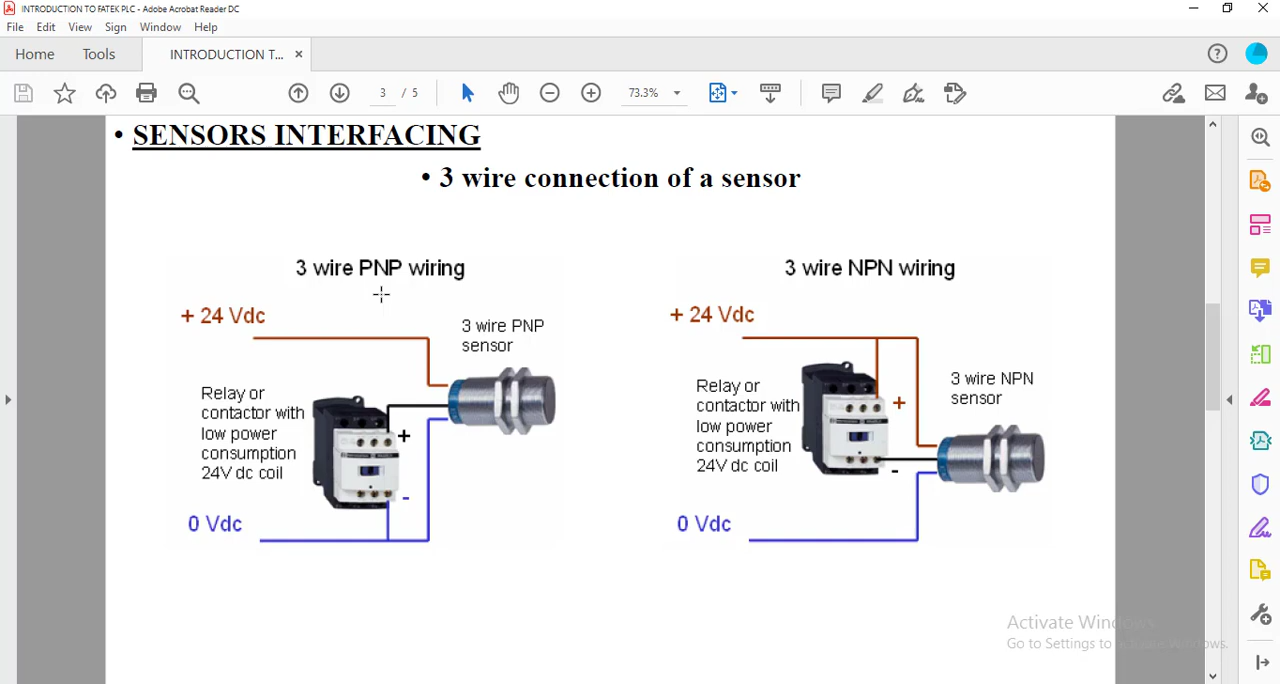 INTRODUCTION TO FATEK PLC - Adobe Acrobat Reader DC
File Edit View Sign Window Help
Home Tools INTRODUCTION T... ×
3 / 5 73.3%
• SENSORS INTERFACING
• 3 wire connection of a sensor
3 wire PNP wiring
+ 24 Vdc
3 wire PNP
sensor
Relay or
contactor with
low power
consumption
24V dc coil
+
-
0 Vdc
3 wire NPN wiring
+ 24 Vdc
Relay or
contactor with
low power
consumption
24V dc coil
+
-
3 wire NPN
sensor
0 Vdc
Activate Windows
Go to Settings to activate Windows.